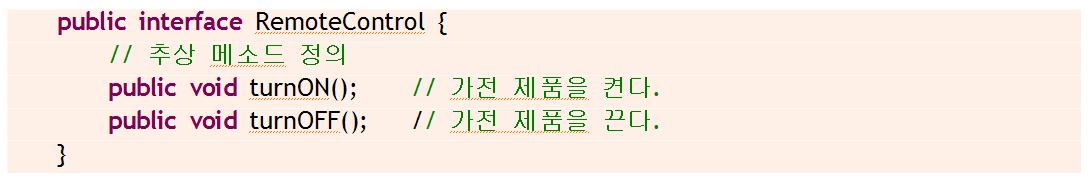 public interface RemoteControl {
// 추상 메소드 정의
public void turnON(); // 가전 제품을 켠다.
public void turnOFF(); // 가전 제품을 끈다.
}